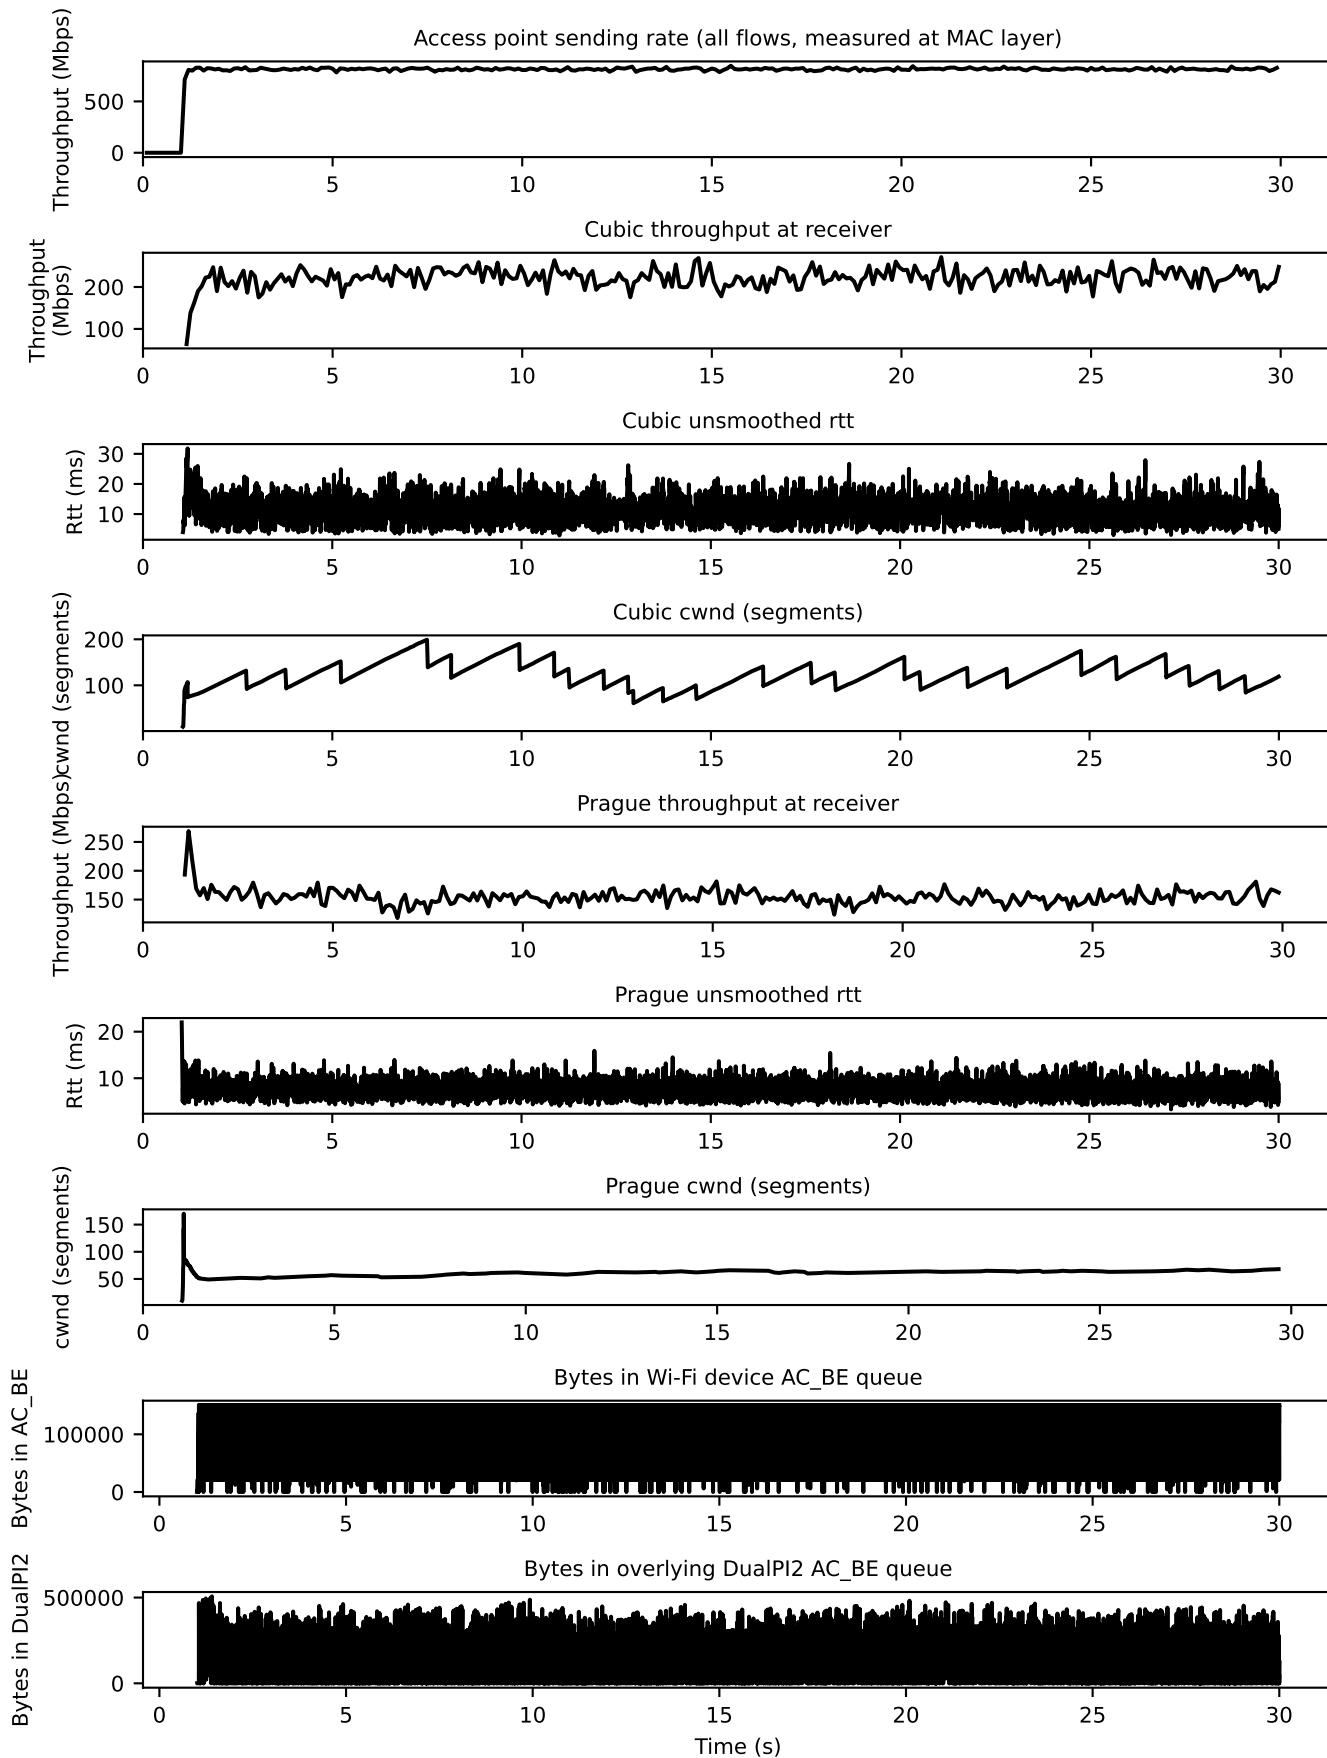 Access point sending rate (all flows, measured at MAC layer)
Throughput (Mbps)
500
0
0 5 10 15 20 25 30
Cubic throughput at receiver
Throughput
(Mbps)
200
100
0 5 10 15 20 25 30
Cubic unsmoothed rtt
Rtt (ms)
30
20
10
0 5 10 15 20 25 30
Cubic cwnd (segments)
cwnd (segments)
200
100
0 5 10 15 20 25 30
Prague throughput at receiver
Throughput (Mbps)
250
200
150
0 5 10 15 20 25 30
Prague unsmoothed rtt
Rtt (ms)
20
10
0 5 10 15 20 25 30
Prague cwnd (segments)
cwnd (segments)
150
100
50
0 5 10 15 20 25 30
Bytes in Wi-Fi device AC_BE queue
Bytes in AC_BE
100000
0
0 5 10 15 20 25 30
Bytes in overlying DualPI2 AC_BE queue
Bytes in DualPI2
500000
0
0 5 10 15 20 25 30
Time (s)